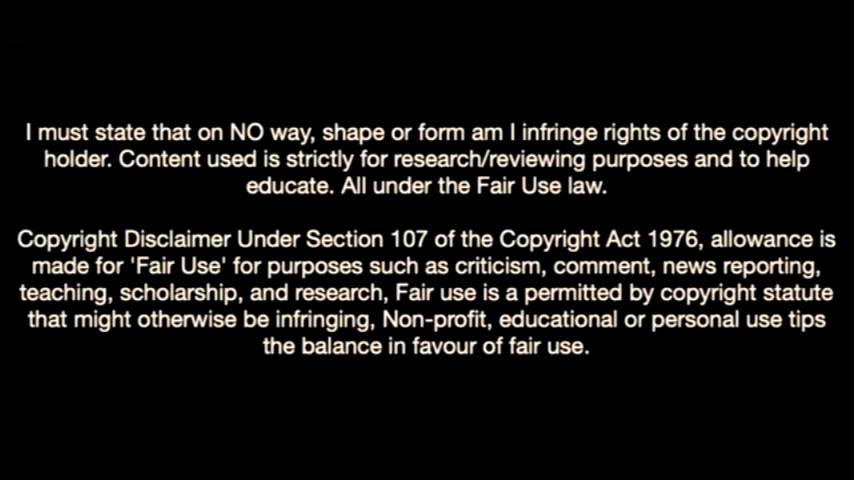 I must state that on NO way, shape or form am I infringe rights of the copyright
holder. Content used is strictly for research/reviewing purposes and to help
educate. All under the Fair Use law.
Copyright Disclaimer Under Section 107 of the Copyright Act 1976, allowance is
made for 'Fair Use' for purposes such as criticism, comment, news reporting,
teaching, scholarship, and research, Fair use is a permitted by copyright statute
that might otherwise be infringing, Non-profit, educational or personal use tips
the balance in favour of fair use.